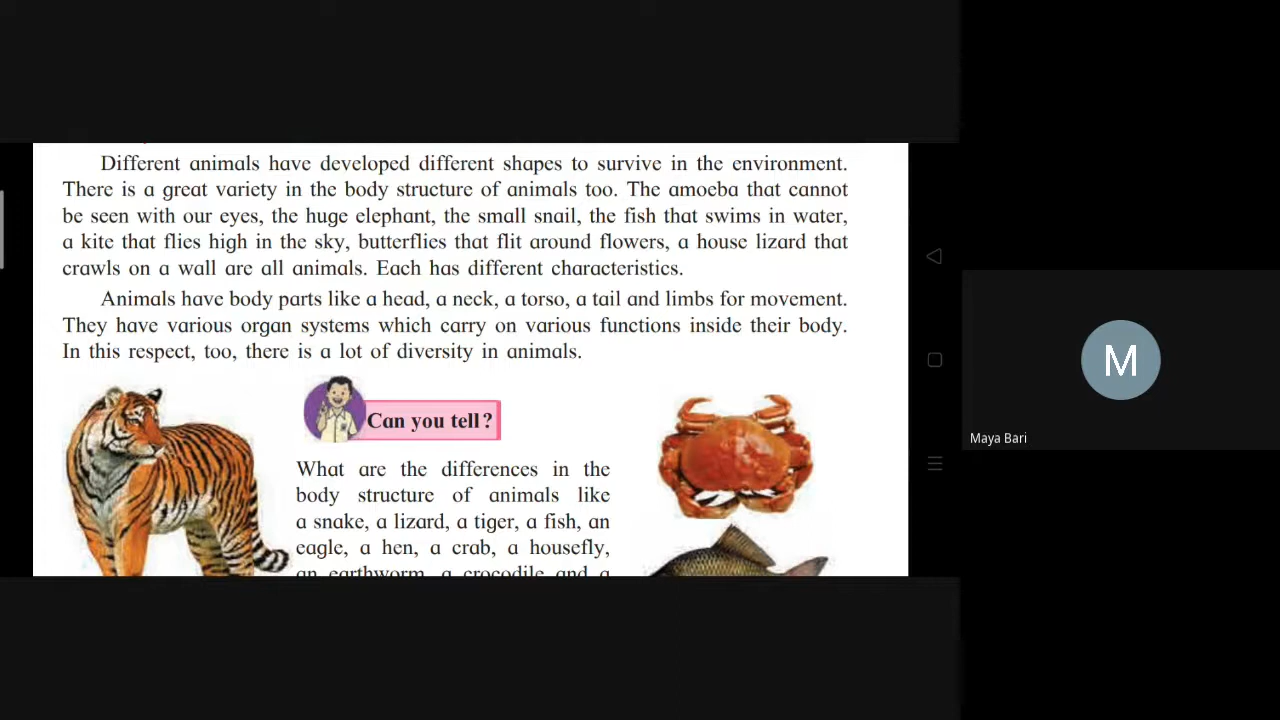 Different animals have developed different shapes to survive in the environment.
There is a great variety in the body structure of animals too. The amoeba that cannot
be seen with our eyes, the huge elephant, the small snail, the fish that swims in water,
a kite that flies high in the sky, butterflies that flit around flowers, a house lizard that
crawls on a wall are all animals. Each has different characteristics.
Animals have body parts like a head, a neck, a torso, a tail and limbs for movement.
They have various organ systems which carry on various functions inside their body.
In this respect, too, there is a lot of diversity in animals.
Can you tell?
What are the differences in the
body structure of animals like
a snake, a lizard, a tiger, a fish, an
eagle, a hen, a crab, a housefly,
an earthworm, a crocodile and a
M
Maya Bari